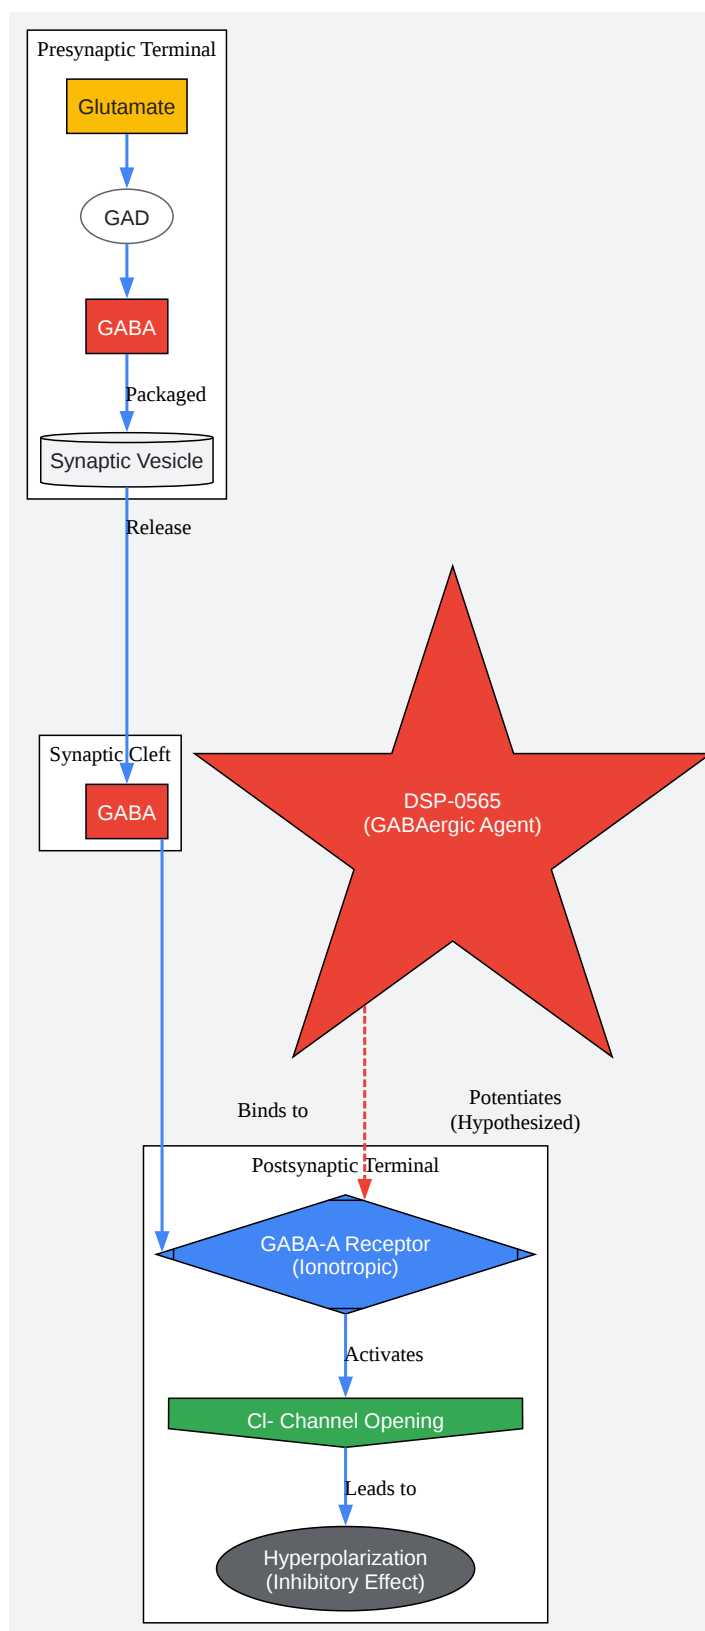 Presynaptic Terminal
Glutamate
GAD
GABA
Packaged
Synaptic Vesicle
Release
Synaptic Cleft
GABA
DSP-0565
(GABAergic Agent)
Binds to
Potentiates
(Hypothesized)
Postsynaptic Terminal
GABA-A Receptor
(Ionotropic)
Activates
Cl- Channel Opening
Leads to
Hyperpolarization
(Inhibitory Effect)